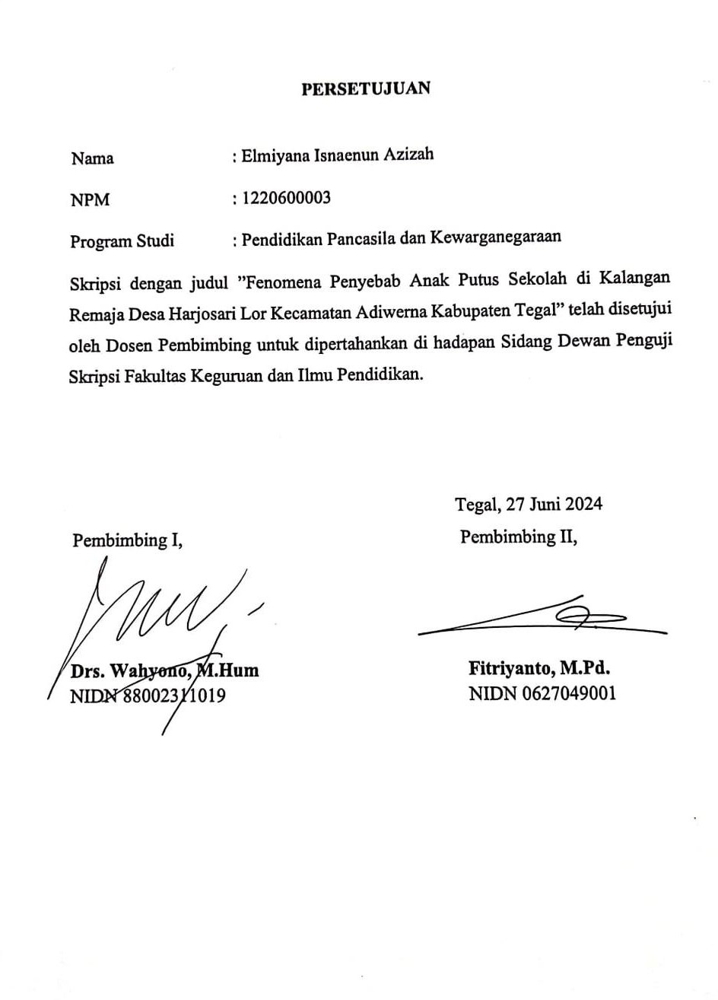 PERSETUJUAN
Nama : Elmiyana Isnaenun Azizah
NPM : 1220600003
Program Studi : Pendidikan Pancasila dan Kewarganegaraan
Skripsi dengan judul ”Fenomena Penyebab Anak Putus Sekolah di Kalangan
Remaja Desa Harjosari Lor Kecamatan Adiwerna Kabupaten Tegal” telah disetujui
oleh Dosen Pembimbing untuk dipertahankan di hadapan Sidang Dewan Penguji
Skripsi Fakultas Keguruan dan Ilmu Pendidikan.
Tegal, 27 Juni 2024
Pembimbing I, Pembimbing II,
Drs. Wahyono, M.Hum Fitriyanto, M.Pd.
NIDN 88002311019 NIDN 0627049001